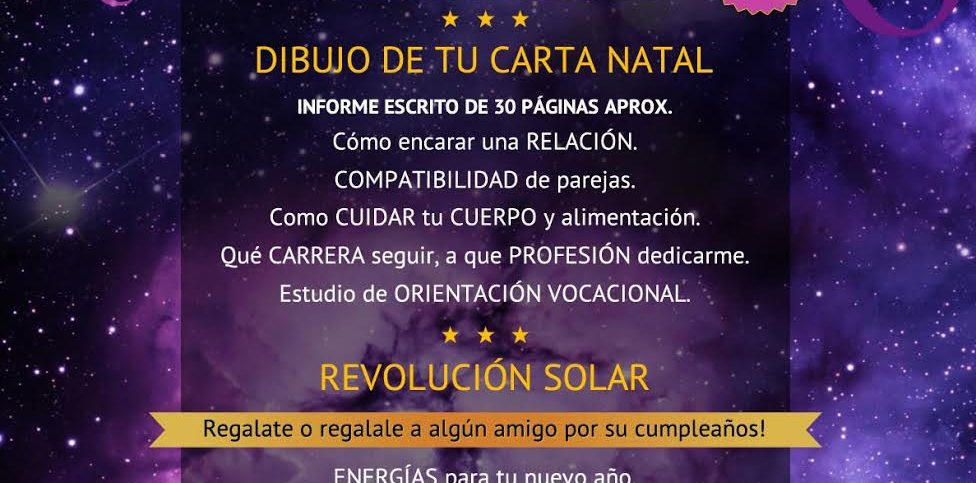 DIBUJO DE TU CARTA NATAL
INFORME ESCRITO DE 30 PÁGINAS APROX.
Cómo encarar una RELACIÓN.
COMPATIBILIDAD de parejas.
Como CUIDAR tu CUERPO y alimentación.
Qué CARRERA seguir, a que PROFESIÓN dedicarme.
Estudio de ORIENTACIÓN VOCACIONAL.
REVOLUCIÓN SOLAR
Regalate o regalale a algún amigo por su cumpleaños!
ENERGÍAS para tu nuevo año